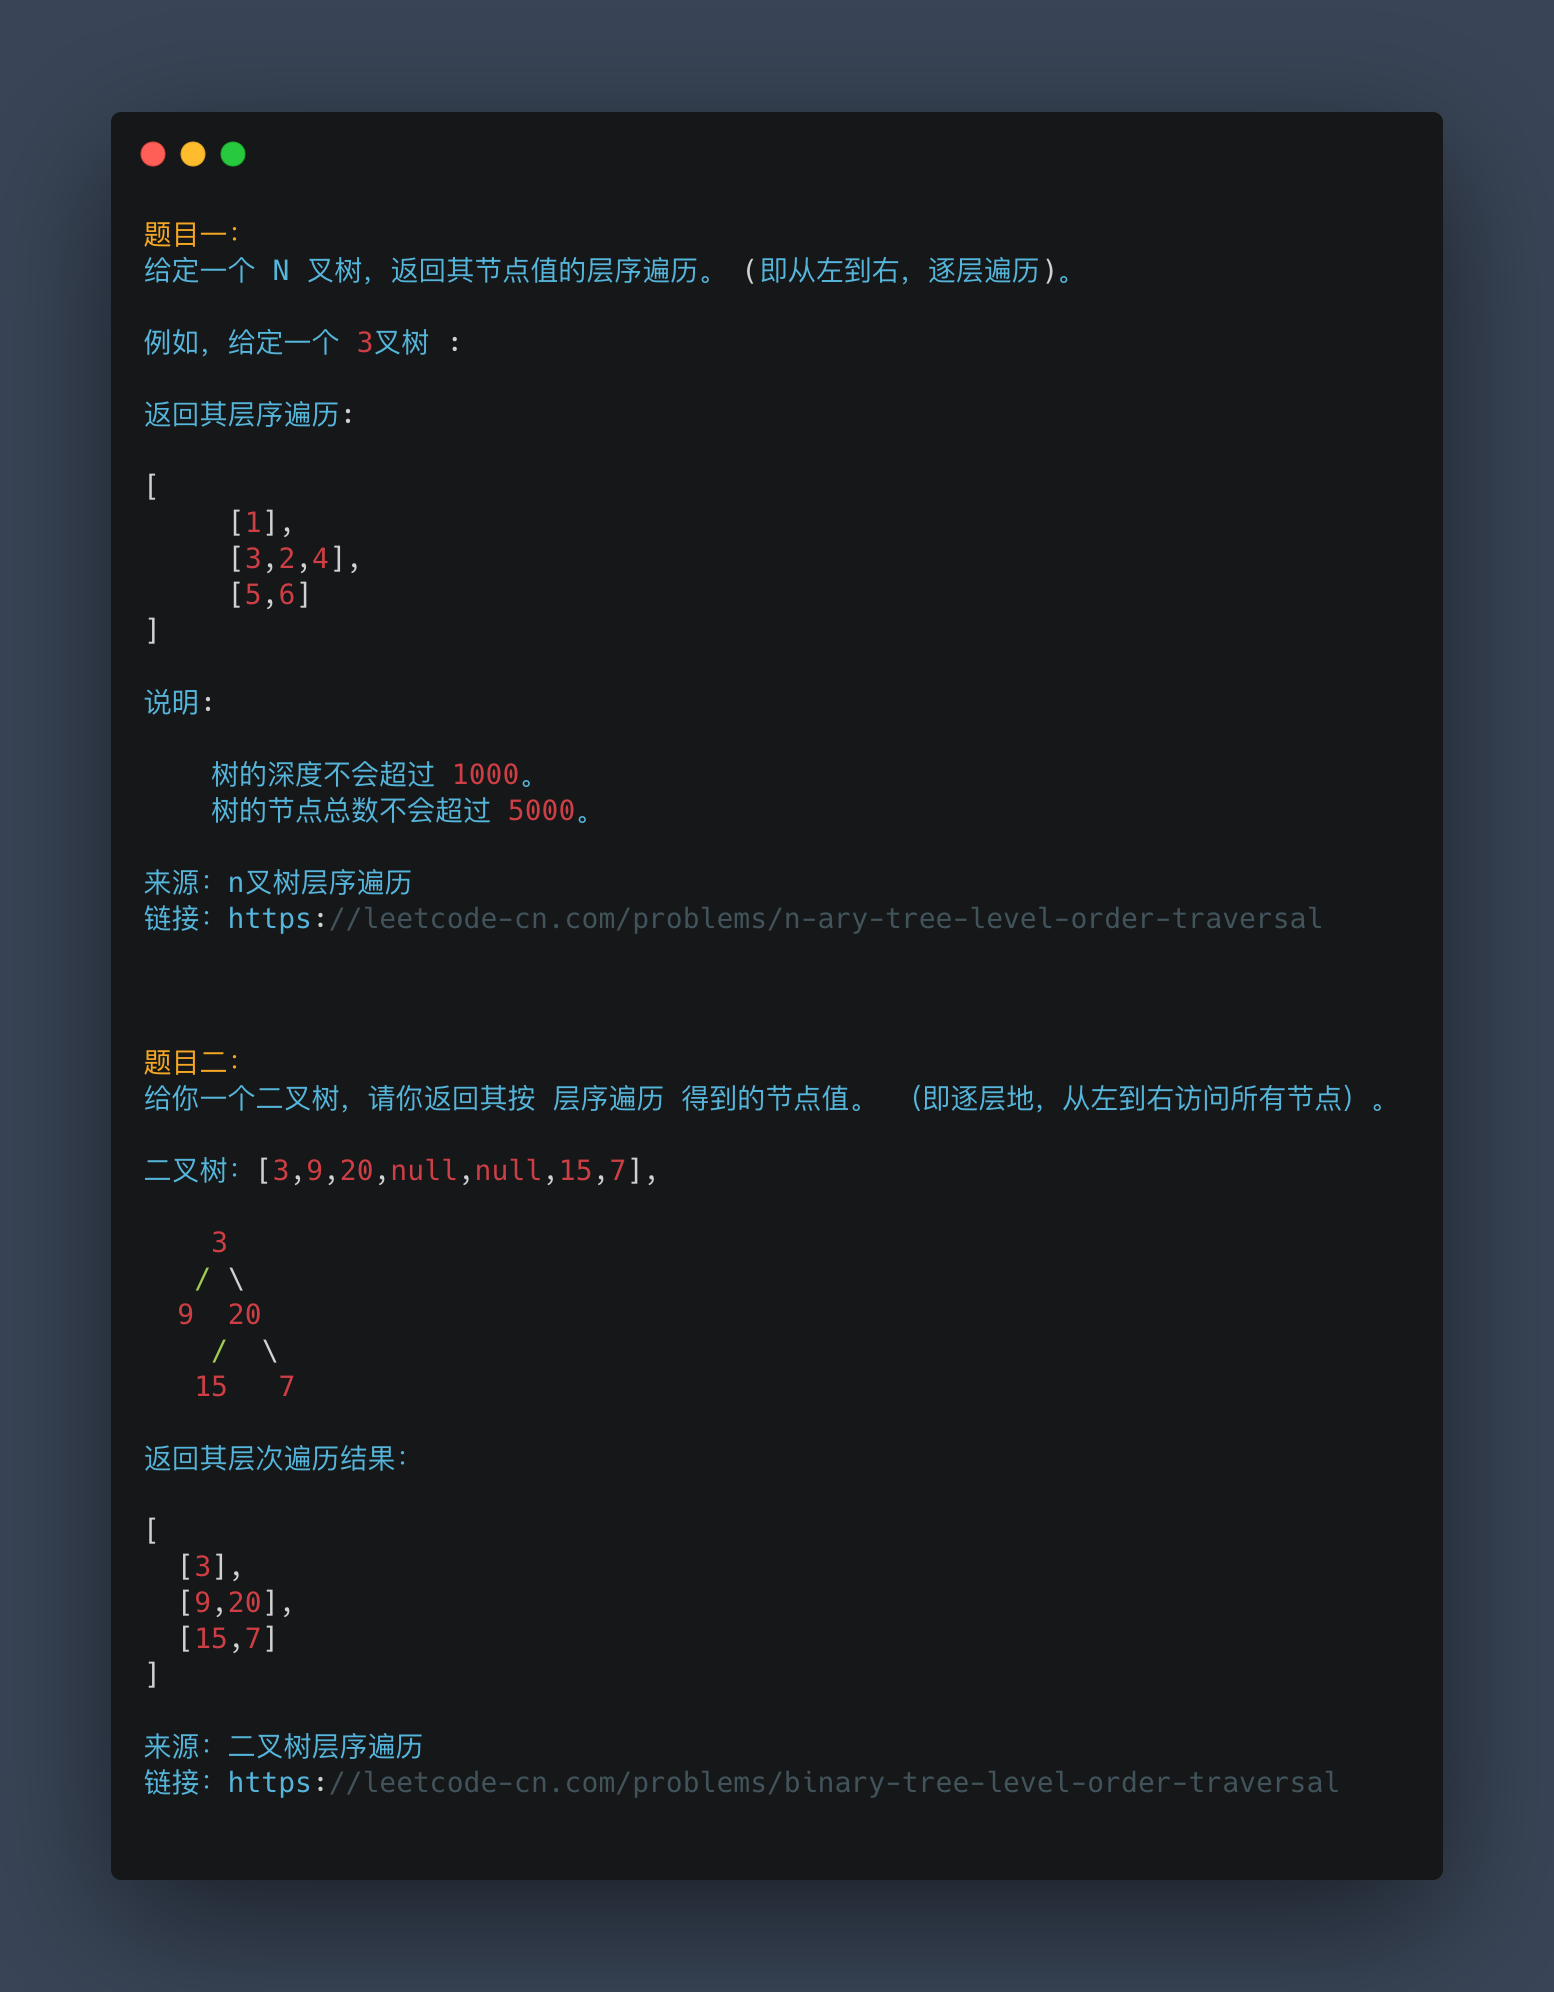 题目一：
给定一个 N 叉树，返回其节点值的层序遍历。 (即从左到右，逐层遍历)。
例如，给定一个 3叉树 :
返回其层序遍历:
[
[1],
[3,2,4],
[5,6]
]
说明:
树的深度不会超过 1000。
树的节点总数不会超过 5000。
来源：n叉树层序遍历
链接：https://leetcode-cn.com/problems/n-ary-tree-level-order-traversal
题目二：
给你一个二叉树，请你返回其按 层序遍历 得到的节点值。 （即逐层地，从左到右访问所有节点）。
二叉树：[3,9,20,null,null,15,7],
3
/ \
9  20
/  \
15   7
返回其层次遍历结果：
[
[3],
[9,20],
[15,7]
]
来源：二叉树层序遍历
链接：https://leetcode-cn.com/problems/binary-tree-level-order-traversal